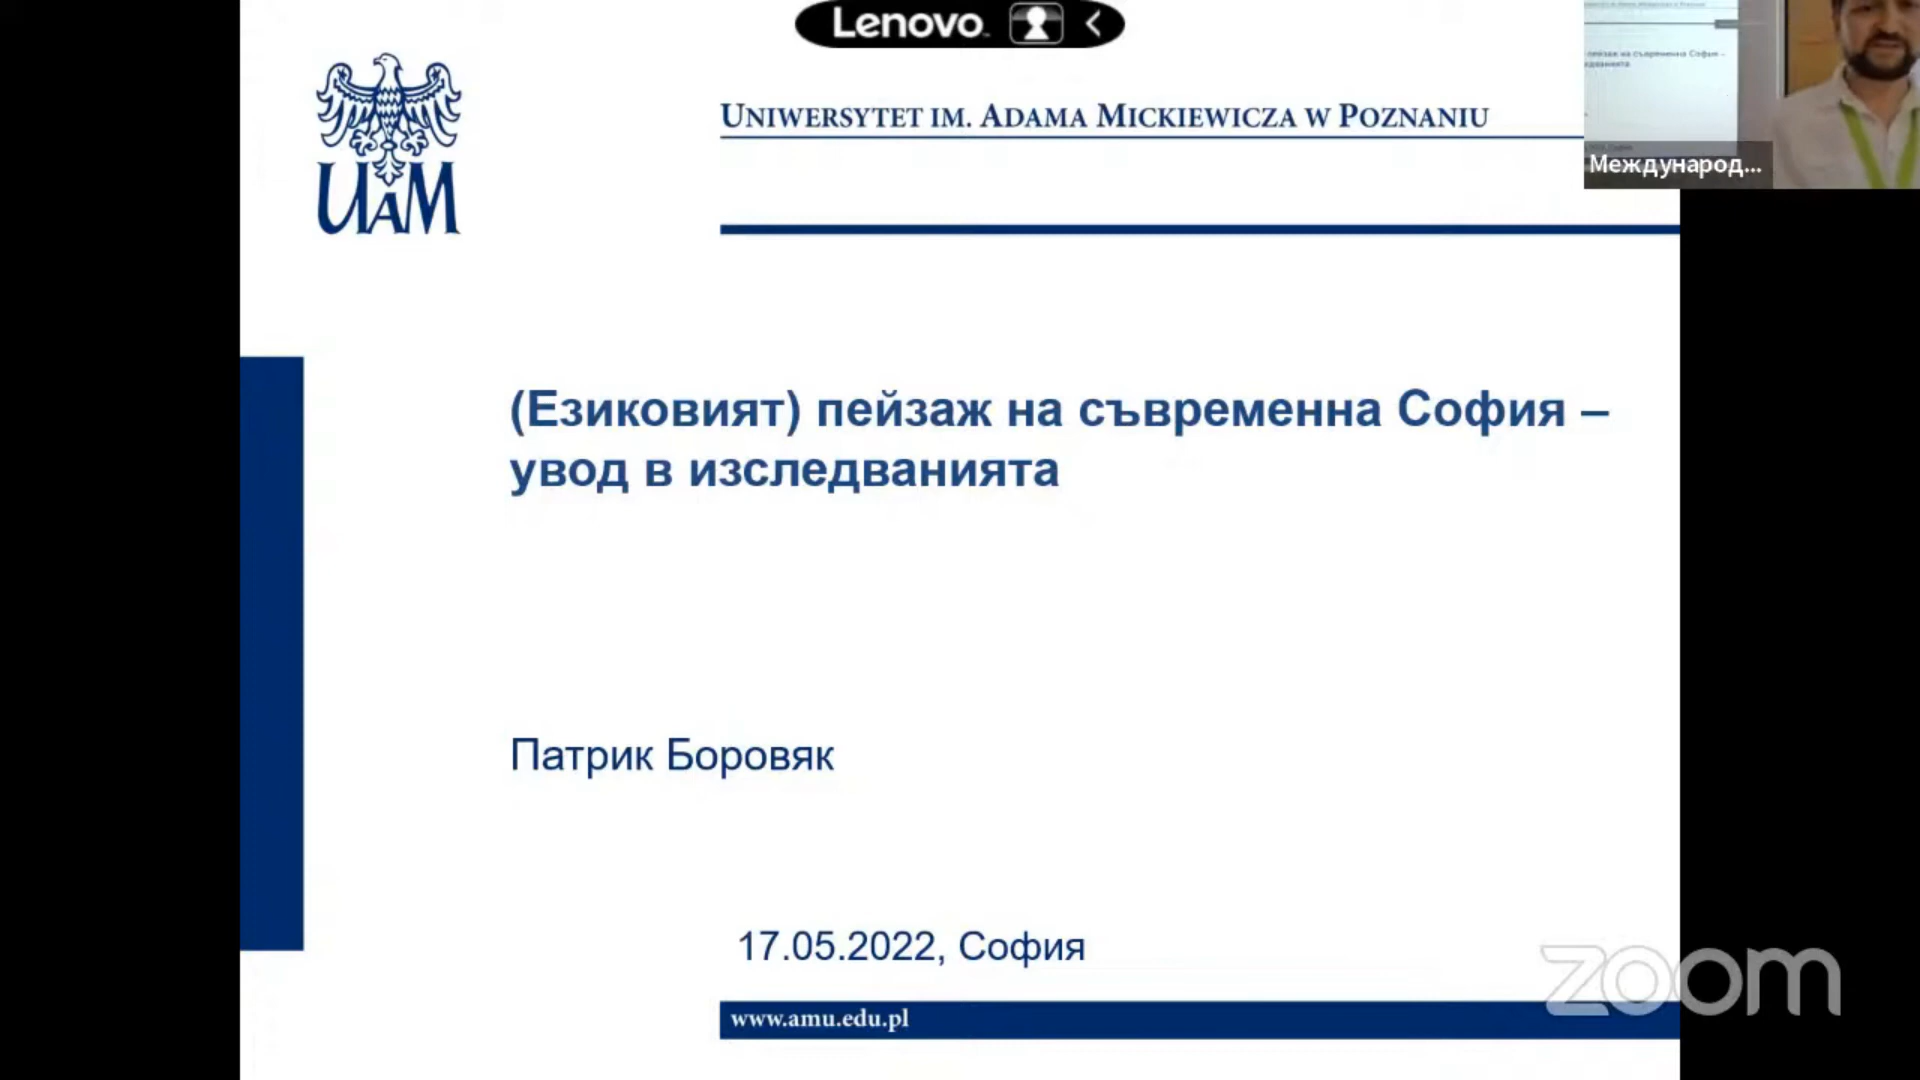 Lenovo
UAM
UNIWERSYTET IM. ADAMA MICKIEWICZA W POZNANIU
Международ...
(Езиковият) пейзаж на съвременна София –
увод в изследванията
Патрик Боровяк
17.05.2022, София
www.amu.edu.pl
zoom